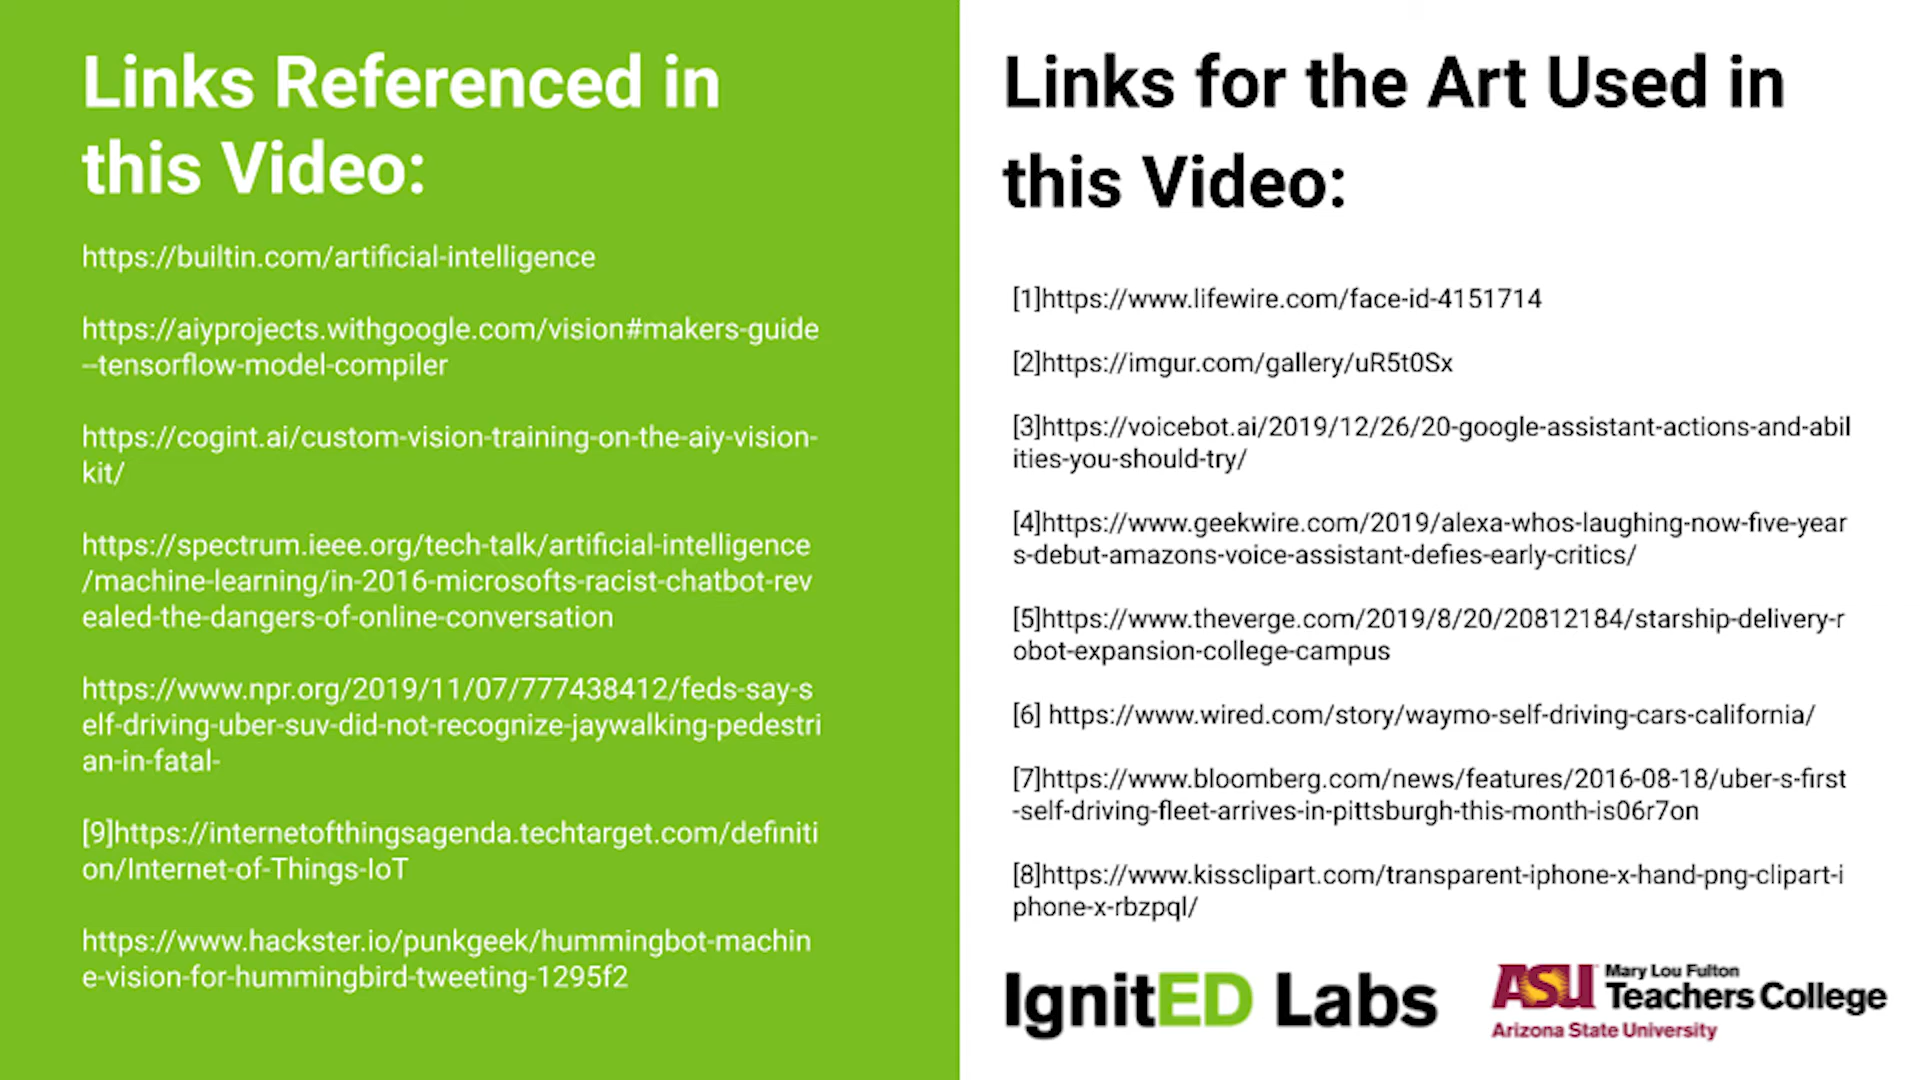 Links Referenced in
this Video:
https://builtin.com/artificial-intelligence
https://aiyprojects.withgoogle.com/vision#makers-guide
--tensorflow-model-compiler
https://cogint.ai/custom-vision-training-on-the-aiy-vision-
kit/
https://spectrum.ieee.org/tech-talk/artificial-intelligence
/machine-learning/in-2016-microsofts-racist-chatbot-rev
ealed-the-dangers-of-online-conversation
https://www.npr.org/2019/11/07/777438412/feds-say-s
elf-driving-uber-suv-did-not-recognize-jaywalking-pedestri
an-in-fatal-
[9]https://internetofthingsagenda.techtarget.com/definiti
on/Internet-of-Things-IoT
https://www.hackster.io/punkgeek/hummingbot-machin
e-vision-for-hummingbird-tweeting-1295f2
Links for the Art Used in
this Video:
[1]https://www.lifewire.com/face-id-4151714
[2]https://imgur.com/gallery/uR5t0Sx
[3]https://voicebot.ai/2019/12/26/20-google-assistant-actions-and-abil
ities-you-should-try/
[4]https://www.geekwire.com/2019/alexa-whos-laughing-now-five-year
s-debut-amazons-voice-assistant-defies-early-critics/
[5]https://www.theverge.com/2019/8/20/20812184/starship-delivery-r
obot-expansion-college-campus
[6] https://www.wired.com/story/waymo-self-driving-cars-california/
[7]https://www.bloomberg.com/news/features/2016-08-18/uber-s-first
-self-driving-fleet-arrives-in-pittsburgh-this-month-is06r7on
[8]https://www.kissclipart.com/transparent-iphone-x-hand-png-clipart-i
phone-x-rbzpql/
IgnitED Labs
ASU Mary Lou Fulton
Teachers College
Arizona State University